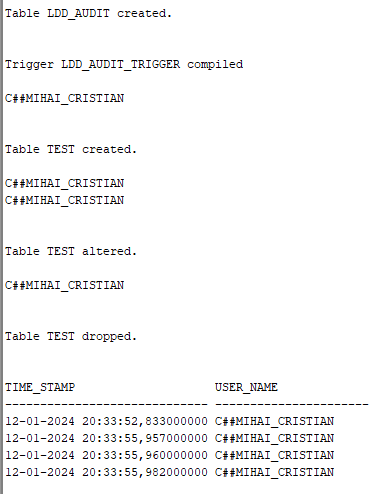 Table LDD_AUDIT created.
Trigger LDD_AUDIT_TRIGGER compiled
C##MIHAI_CRISTIAN
Table TEST created.
C##MIHAI_CRISTIAN
C##MIHAI_CRISTIAN
Table TEST altered.
C##MIHAI_CRISTIAN
Table TEST dropped.
TIME_STAMP USER_NAME
------------------------------ ----------------------
12-01-2024 20:33:52,833000000 C##MIHAI_CRISTIAN
12-01-2024 20:33:55,957000000 C##MIHAI_CRISTIAN
12-01-2024 20:33:55,960000000 C##MIHAI_CRISTIAN
12-01-2024 20:33:55,982000000 C##MIHAI_CRISTIAN